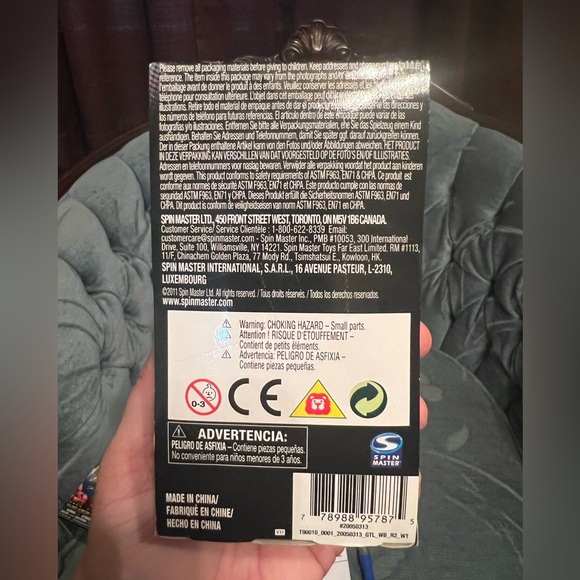 Please remove all packaging materials before giving to children. Keep addresses and phone
reference. The item inside this package may vary from the photographs and/or
l'emballage avant de donner le produit à des enfants. Veuillez conserver les adresses et les
téléphone pour consultation ultérieure. L'objet dans cet emballage peut
illustrations. Retire todo el material de empaque antes de dar el producto las direcciones y
los números de teléfono para futuras referencias. El artículo dentro de este empaque puede variar de las
fotografías y/o ilustraciones. Entfernen Sie bitte alle Verpackungsmaterialien, ehe Sie das Spielzeug einem Kind
aushändigen. Behalten Sie Adresse und Telefonnummern, damit Sie später ggf. darauf zurückgreifen können.
Der in dieser Packung enthaltene Artikel kann von den Fotos und/oder Abbildungen abweichen. HET PRODUCT
IN DEZE VERPAKKING KAN VERSCHILLEN VAN DAT VOORGESTELD OP DE FOTO'S EN/OF ILLUSTRATIES.
Adressen en telefoonnummers voor nastag bewaren. Verwijder alle verpakking voordat het product aan kinderen
wordt gegeven. This product conforms to safety requirements of ASTM F963, EN71 & CHPA. Ce produit est
conforme aux normes de sécurité ASTM F963, EN71 et CHPA. Este producto cumple con las normas de
seguridad ASTM F963, EN71 y CHPA. Dieses Produkt erfüllt die Sicherheitsnormen ASTM F963, EN71 und
CHPA. Dit product is conform de veiligheidseisen van norm ASTM F963, EN71 en CHPA.
SPIN MASTER LTD., 450 FRONT STREET WEST, TORONTO, ON M5V 1B6 CANADA.
Customer Service/ Service Clientèle : 1-800-622-8339 Email:
customercare@spinmaster.com - Spin Master Inc., PMB #10053, 300 International
Drive, Suite 100, Williamsville, NY 14221. Spin Master Toys Far East Limited. RM #1113,
11/F, Chinachem Golden Plaza, 77 Mody Rd., Tsimshatsui E., Kowloon, HK.
SPIN MASTER INTERNATIONAL, S.A.R.L., 16 AVENUE PASTEUR, L-2310,
LUXEMBOURG
©2011 Spin Master Ltd. All rights reserved. / Tous droits réservés. / Todos los derechos reservados.
www.spinmaster.com
Warning: CHOKING HAZARD – Small parts.
Attention ! RISQUE D'ETOUFFEMENT –
Contient de petits éléments.
Advertencia: PELIGRO DE ASFIXIA –
Contiene piezas pequeñas.
0-3
CE
ADVERTENCIA:
PELIGRO DE ASFIXIA – Contiene piezas pequeñas.
No conveniente para niños menores de 3 años.
SPIN
MASTER
MADE IN CHINA/
FABRIQUÉ EN CHINE/
HECHO EN CHINA
V11
7 78988 95787 5
#20050313
T90010_0001_20050313_GTL_WB_R2_WT